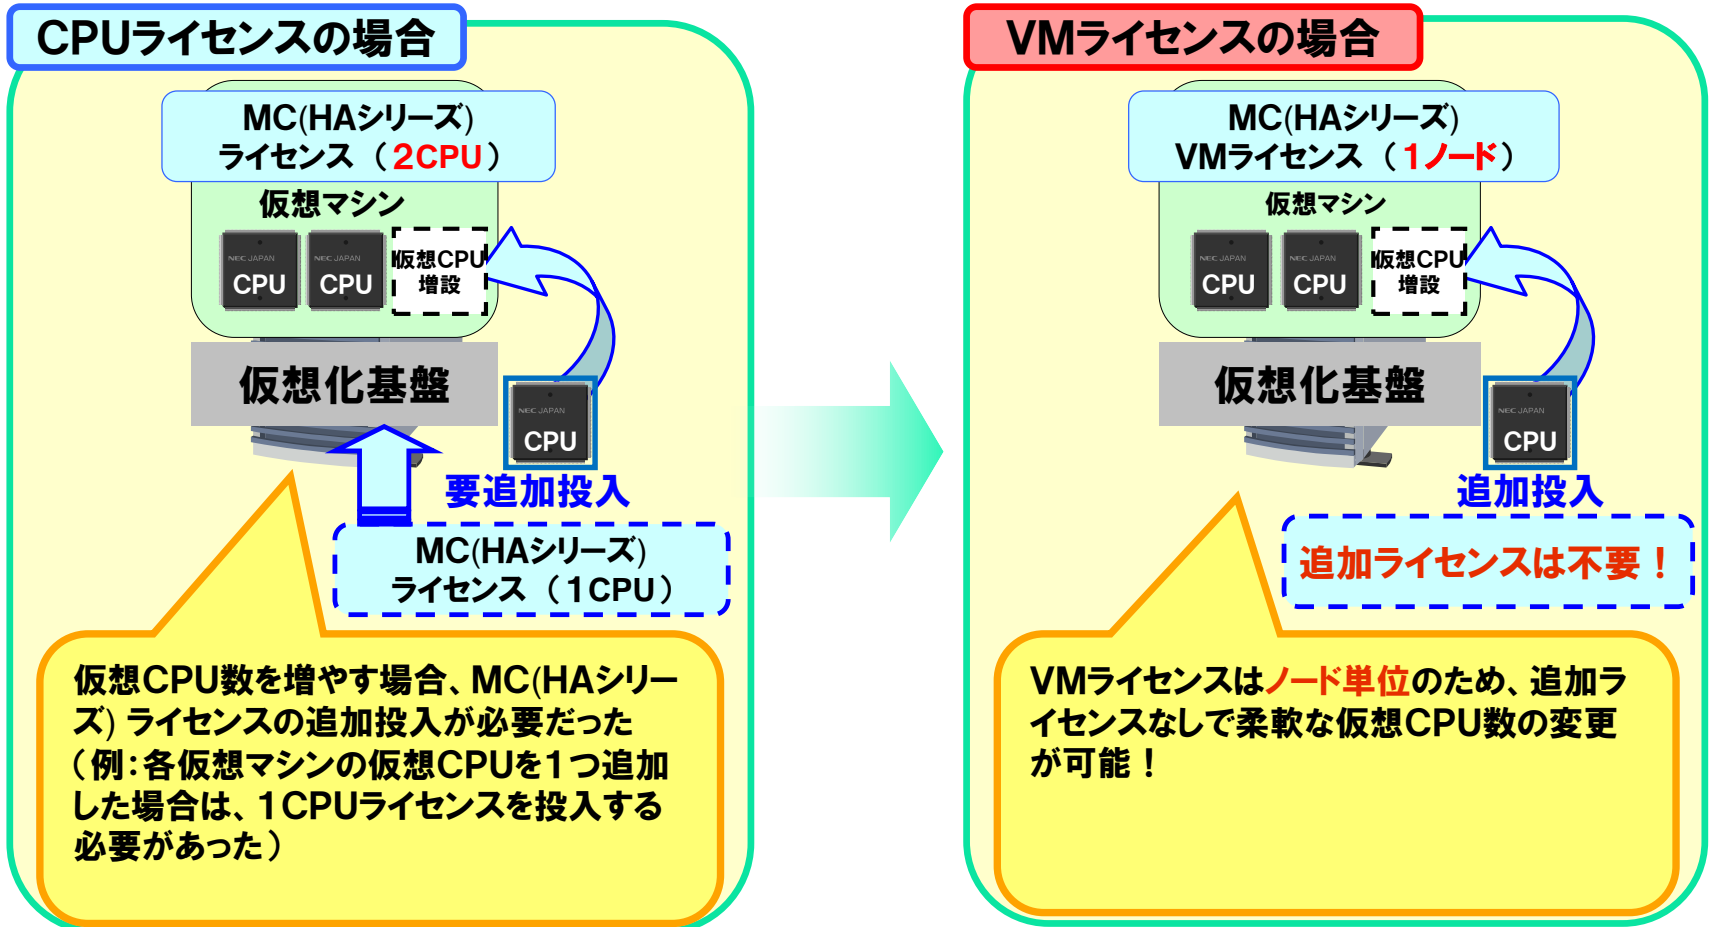 CPUライセンスの場合
MC(HAシリーズ)
ライセンス（2CPU）
仮想マシン
NEC JAPAN
CPU
NEC JAPAN
CPU
仮想CPU
増設
仮想化基盤
NEC JAPAN
CPU
要追加投入
MC(HAシリーズ)
ライセンス（1CPU）
仮想CPU数を増やす場合、MC(HAシリー
ズ) ライセンスの追加投入が必要だった
（例：各仮想マシンの仮想CPUを1つ追加
した場合は、1CPUライセンスを投入する
必要があった）
VMライセンスの場合
MC(HAシリーズ)
VMライセンス（1ノード）
仮想マシン
NEC JAPAN
CPU
NEC JAPAN
CPU
仮想CPU
増設
仮想化基盤
NEC JAPAN
CPU
追加投入
追加ライセンスは不要！
VMライセンスはノード単位のため、追加ラ
イセンスなしで柔軟な仮想CPU数の変更
が可能！